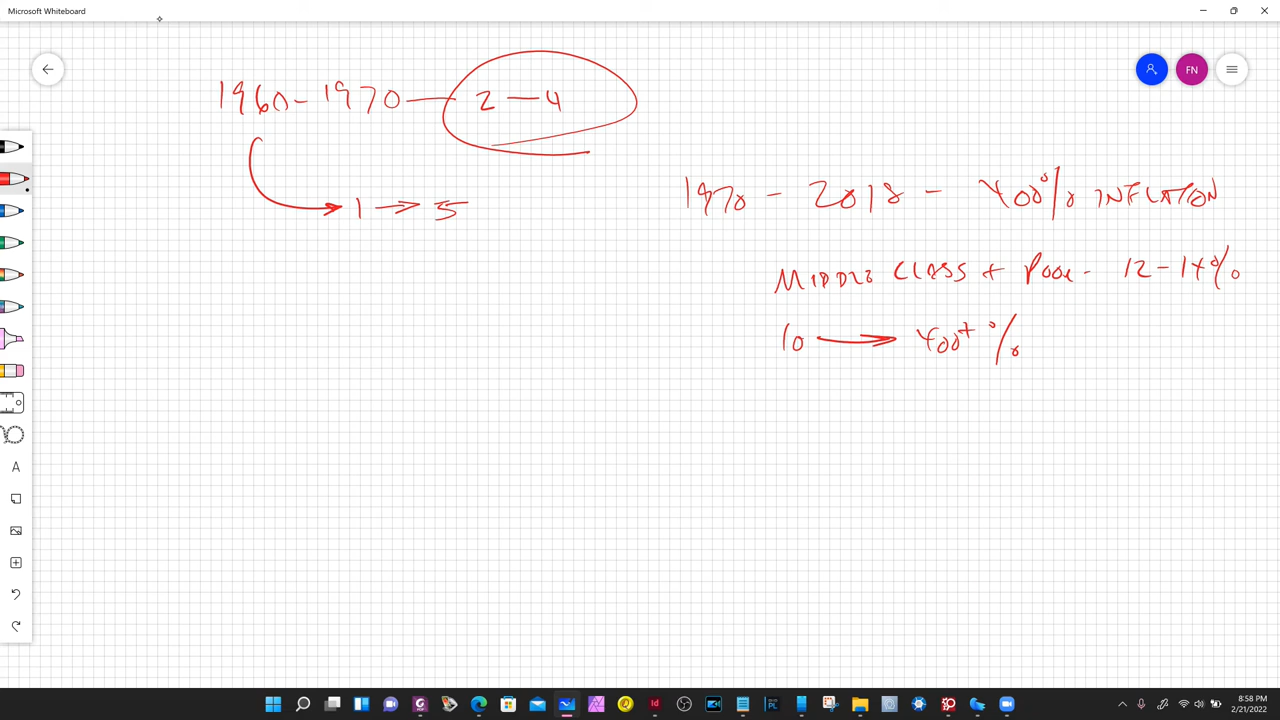 Microsoft Whiteboard
FN
1960-1970 — 2 — 4
1 → 5
1970 - 2018 - 400% INFLATION
MIDDLE CLASS + POOR - 12-14%
10 → 400+ %
A
8:58 PM
2/21/2022